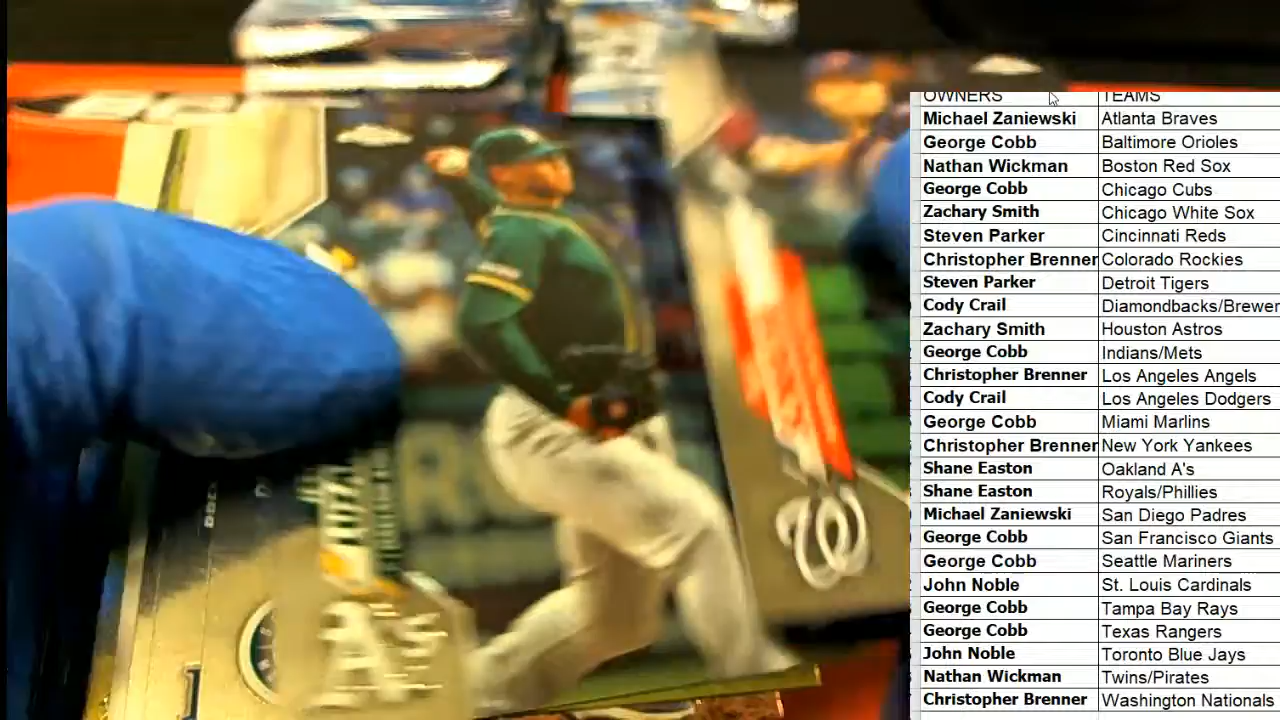 OWNERS TEAMS
Michael Zaniewski Atlanta Braves
George Cobb Baltimore Orioles
Nathan Wickman Boston Red Sox
George Cobb Chicago Cubs
Zachary Smith Chicago White Sox
Steven Parker Cincinnati Reds
Christopher Brenner Colorado Rockies
Steven Parker Detroit Tigers
Cody Crail Diamondbacks/Brewer
Zachary Smith Houston Astros
George Cobb Indians/Mets
Christopher Brenner Los Angeles Angels
Cody Crail Los Angeles Dodgers
George Cobb Miami Marlins
Christopher Brenner New York Yankees
Shane Easton Oakland A's
Shane Easton Royals/Phillies
Michael Zaniewski San Diego Padres
George Cobb San Francisco Giants
George Cobb Seattle Mariners
John Noble St. Louis Cardinals
George Cobb Tampa Bay Rays
George Cobb Texas Rangers
John Noble Toronto Blue Jays
Nathan Wickman Twins/Pirates
Christopher Brenner Washington Nationals
A's
W